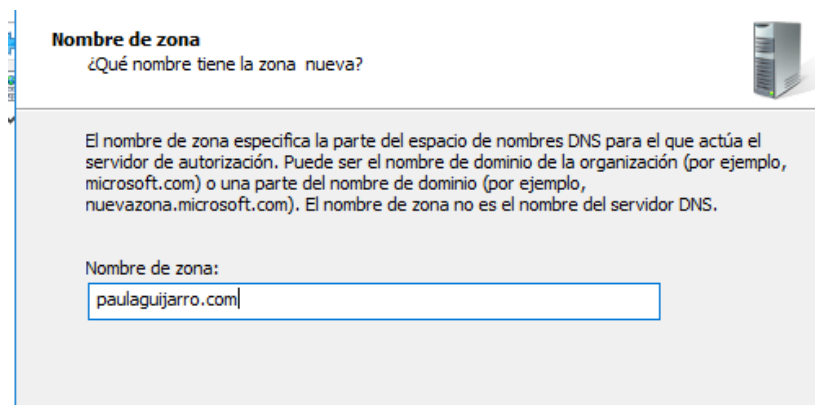 Nombre de zona
¿Qué nombre tiene la zona nueva?
El nombre de zona especifica la parte del espacio de nombres DNS para el que actúa el
servidor de autorización. Puede ser el nombre de dominio de la organización (por ejemplo,
microsoft.com) o una parte del nombre de dominio (por ejemplo,
nuevazona.microsoft.com). El nombre de zona no es el nombre del servidor DNS.
Nombre de zona:
paulaguijarro.com